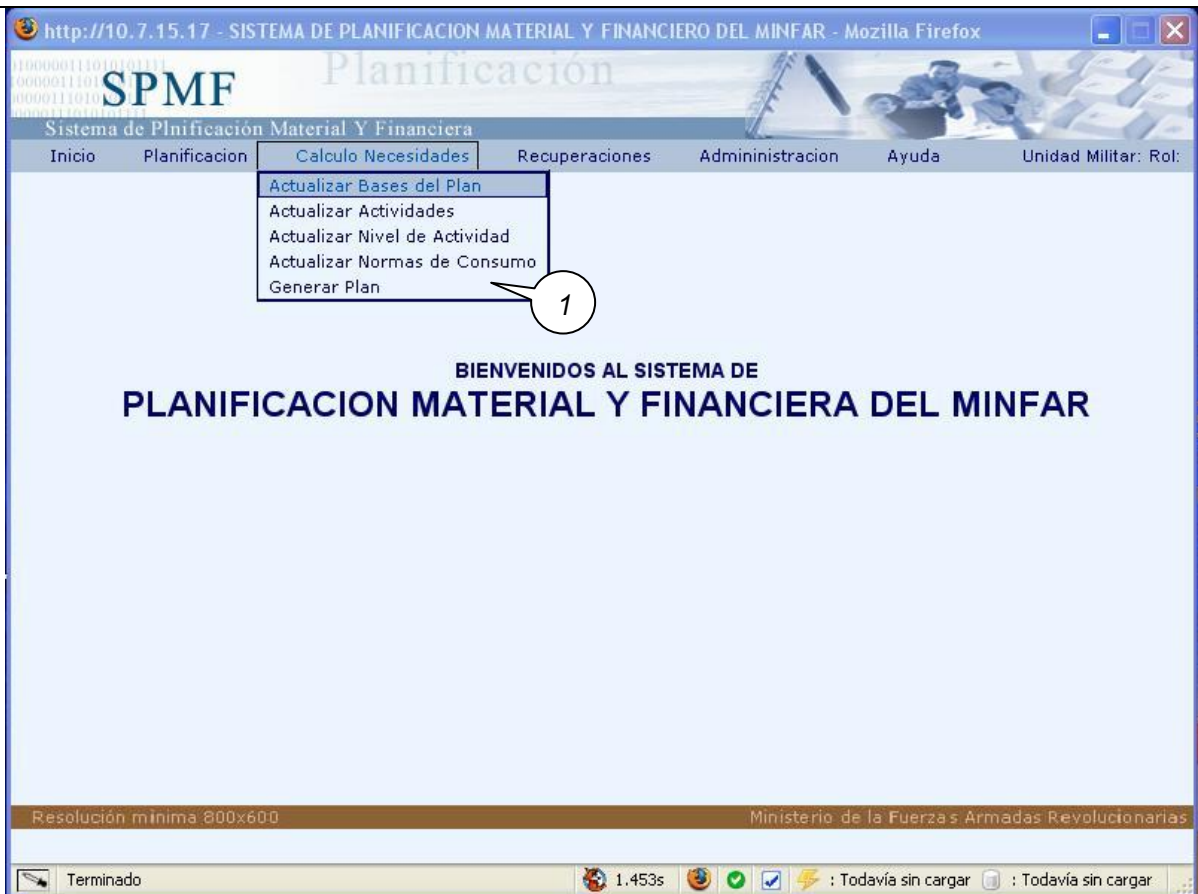 http://10.7.15.17 - SISTEMA DE PLANIFICACION MATERIAL Y FINANCIERO DEL MINFAR - Mozilla Firefox
Planificación
SPMF
Sistema de Plnificación Material Y Financiera
Inicio Planificacion Calculo Necesidades Recuperaciones Admininistracion Ayuda Unidad Militar: Rol:
Actualizar Bases del Plan
Actualizar Actividades
Actualizar Nivel de Actividad
Actualizar Normas de Consumo
Generar Plan
1
BIENVENIDOS AL SISTEMA DE
PLANIFICACION MATERIAL Y FINANCIERA DEL MINFAR
Resolución mínima 800x600 Ministerio de la Fuerzas Armadas Revolucionarias
Terminado 1.453s : Todavía sin cargar : Todavía sin cargar